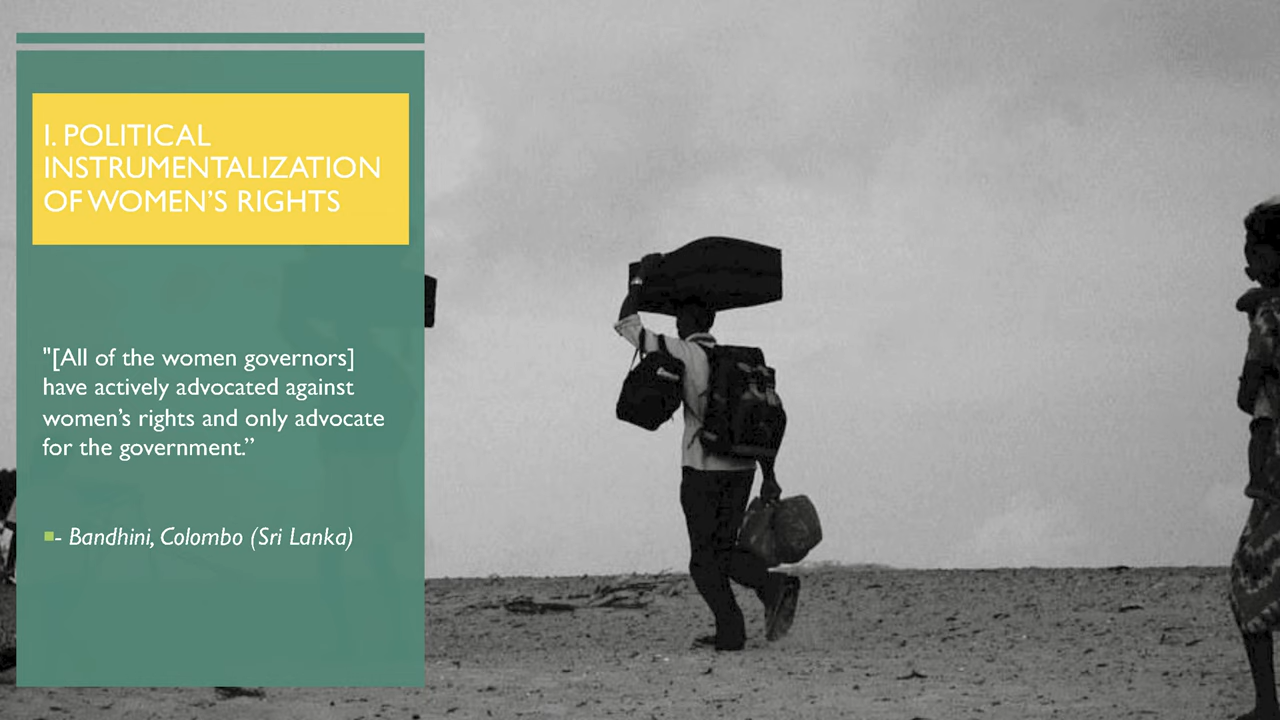 I. POLITICAL
INSTRUMENTALIZATION
OF WOMEN'S RIGHTS
"[All of the women governors]
have actively advocated against
women's rights and only advocate
for the government.”
- Bandhini, Colombo (Sri Lanka)